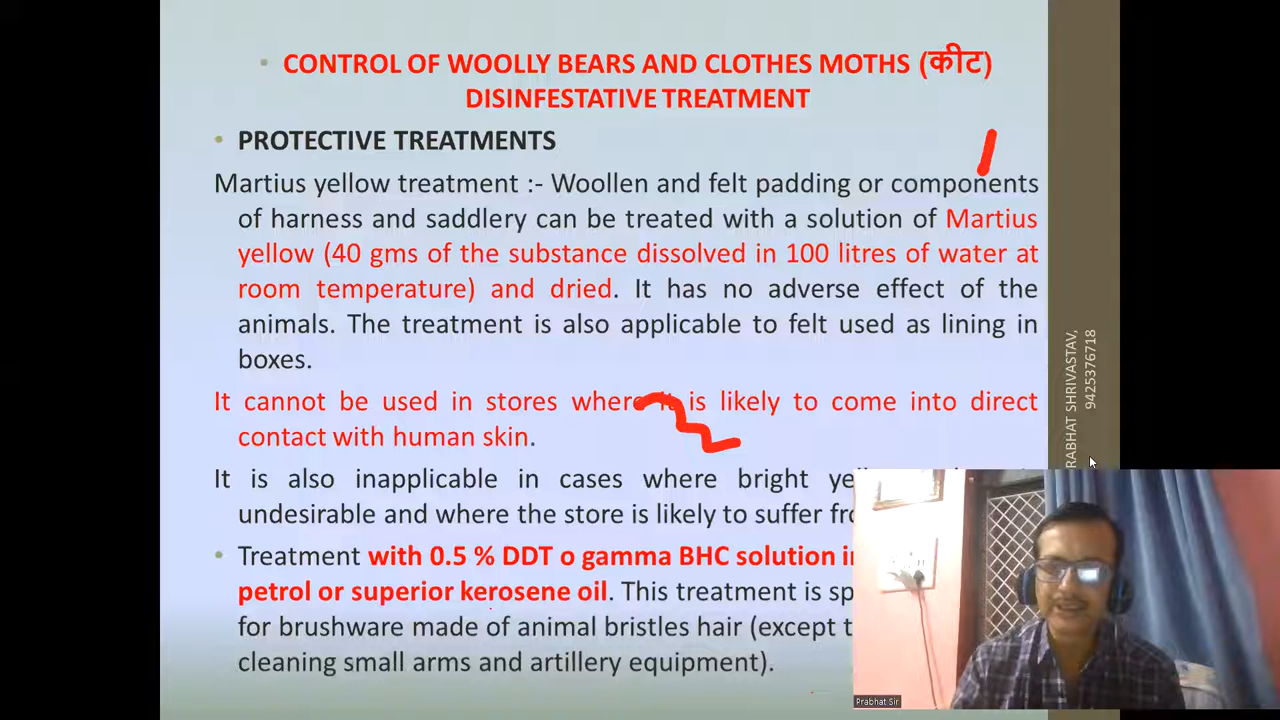 CONTROL OF WOOLLY BEARS AND CLOTHES MOTHS (कीट)
DISINFESTATIVE TREATMENT
PROTECTIVE TREATMENTS
Martius yellow treatment :- Woollen and felt padding or components
of harness and saddlery can be treated with a solution of Martius
yellow (40 gms of the substance dissolved in 100 litres of water at
room temperature) and dried. It has no adverse effect of the
animals. The treatment is also applicable to felt used as lining in
boxes.
It cannot be used in stores where it is likely to come into direct
contact with human skin.
It is also inapplicable in cases where bright
undesirable and where the store is likely to suffer
Treatment with 0.5 % DDT o gamma BHC solution
petrol or superior kerosene oil. This treatment is
for brushware made of animal bristles hair (except
cleaning small arms and artillery equipment).
RABHAT SHRIVASTAV,
9425376718
Prabhat Sir